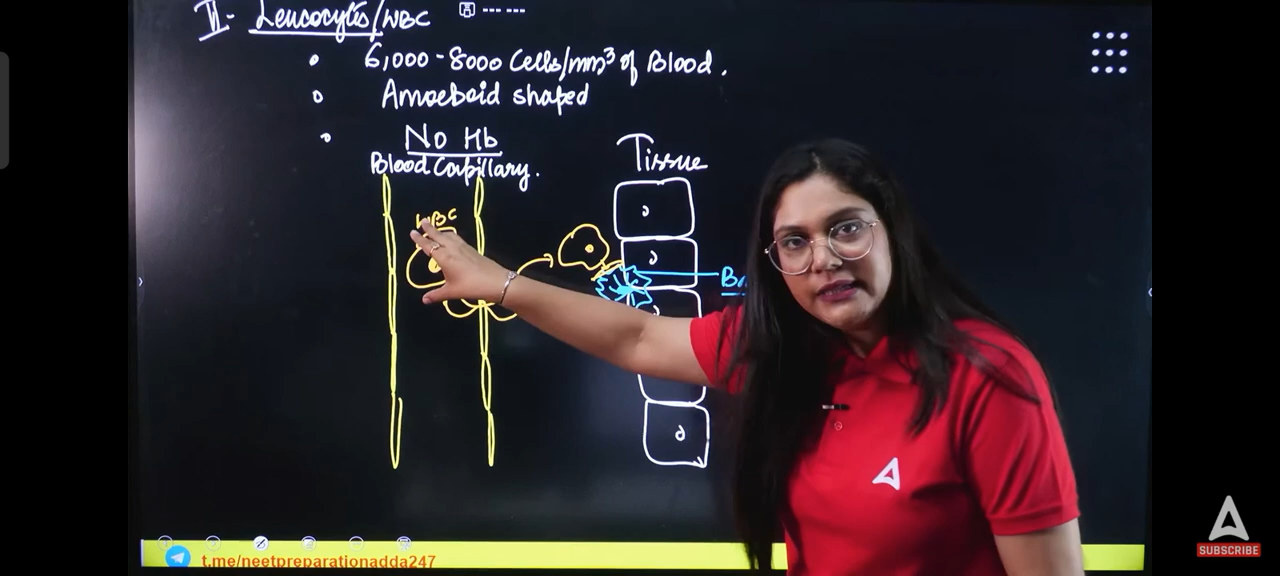 II- Leucocytes/WBC
6,000-8000 Cells/mm³ of Blood.
Amoeboid shaped
No Hb
Blood Capillary.
Tissue
WBC
t.me/neetpreparationadda247
SUBSCRIBE